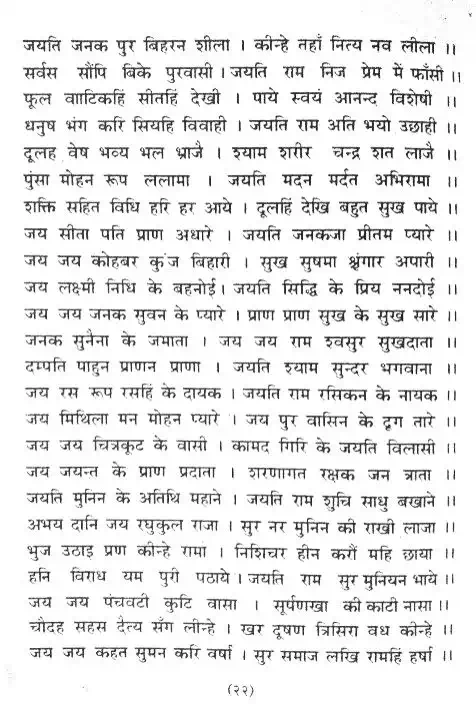 जयति जनक पुर बिहरन शीला । कीन्हे तहाँ नित्य नव लीला ।।
सर्वस सौंपि बिके पुरवासी । जयति राम निज प्रेम में फाँसी ।।
फूल वाटिकहिं सीतहिं देखी । पाये स्वयं आनन्द विशेषी ।।
धनुष भंग करि सियहि विवाही । जयति राम अति भयो उछाही ।।
दूलह वेष भव्य भल भ्राजै । श्याम शरीर चन्द्र शत लाजै ।।
पुंसा मोहन रूप ललामा । जयति मदन मर्दत अभिरामा ।।
शक्ति सहित विधि हरि हर आये । दूलहिं देखि बहुत सुख पाये ।।
जय सीता पति प्राण अधारे । जयति जनकजा प्रीतम प्यारे ।।
जय जय कोहबर कुंज बिहारी । सुख सुषमा श्रृंगार अपारी ।।
जय लक्ष्मी निधि के बहनोई। जयति सिद्धि के प्रिय ननदोई ।।
जय जय जनक सुवन के प्यारे । प्राण प्राण सुख के सुख सारे ।।
जनक सुनैना के जमाता । जय जय राम श्वसुर सुखदाता ।।
दम्पति पाहुन प्राणन प्राणा । जयति श्याम सुन्दर भगवाना ।।
जय रस रूप रसहिं के दायक । जयति राम रसिकन के नायक ।।
जय मिथिला मन मोहन प्यारे । जय पुर वासिन के दृग तारे ।।
जय जय चित्रकूट के वासी । कामद गिरि के जयति विलासी ।।
जय जयन्त के प्राण प्रदाता । शरणागत रक्षक जन त्राता ।।
जयति मुनिन के अतिथि महाने । जयति राम शुचि साधु बखाने ।।
अभय दानि जय रघुकुल राजा । सुर नर मुनिन की राखी लाजा ।।
भुज उठाइ प्रण कीन्हे रामा । निशिचर हीन करौं महि छाया ।।
हनि विराध यम पुरी पठाये । जयति राम सुर मुनियन भाये ।।
जय जय पंचवटी कुटि वासा । सूर्पणखा की काटी नासा ।।
चौदह सहस दैत्य सँग लीन्हे । खर दूषण त्रिसिरा वध कीन्हे ।।
जय जय कहत सुमन करि वर्षा । सुर समाज लखि रामहिं हर्षा ।।
(२२)